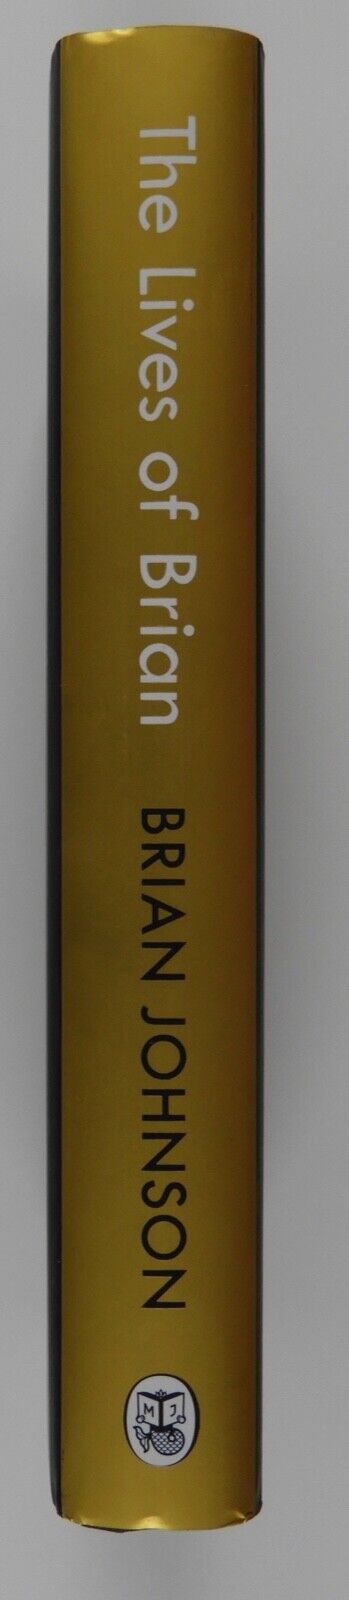 The Lives of Brian
BRIAN JOHNSON
M J